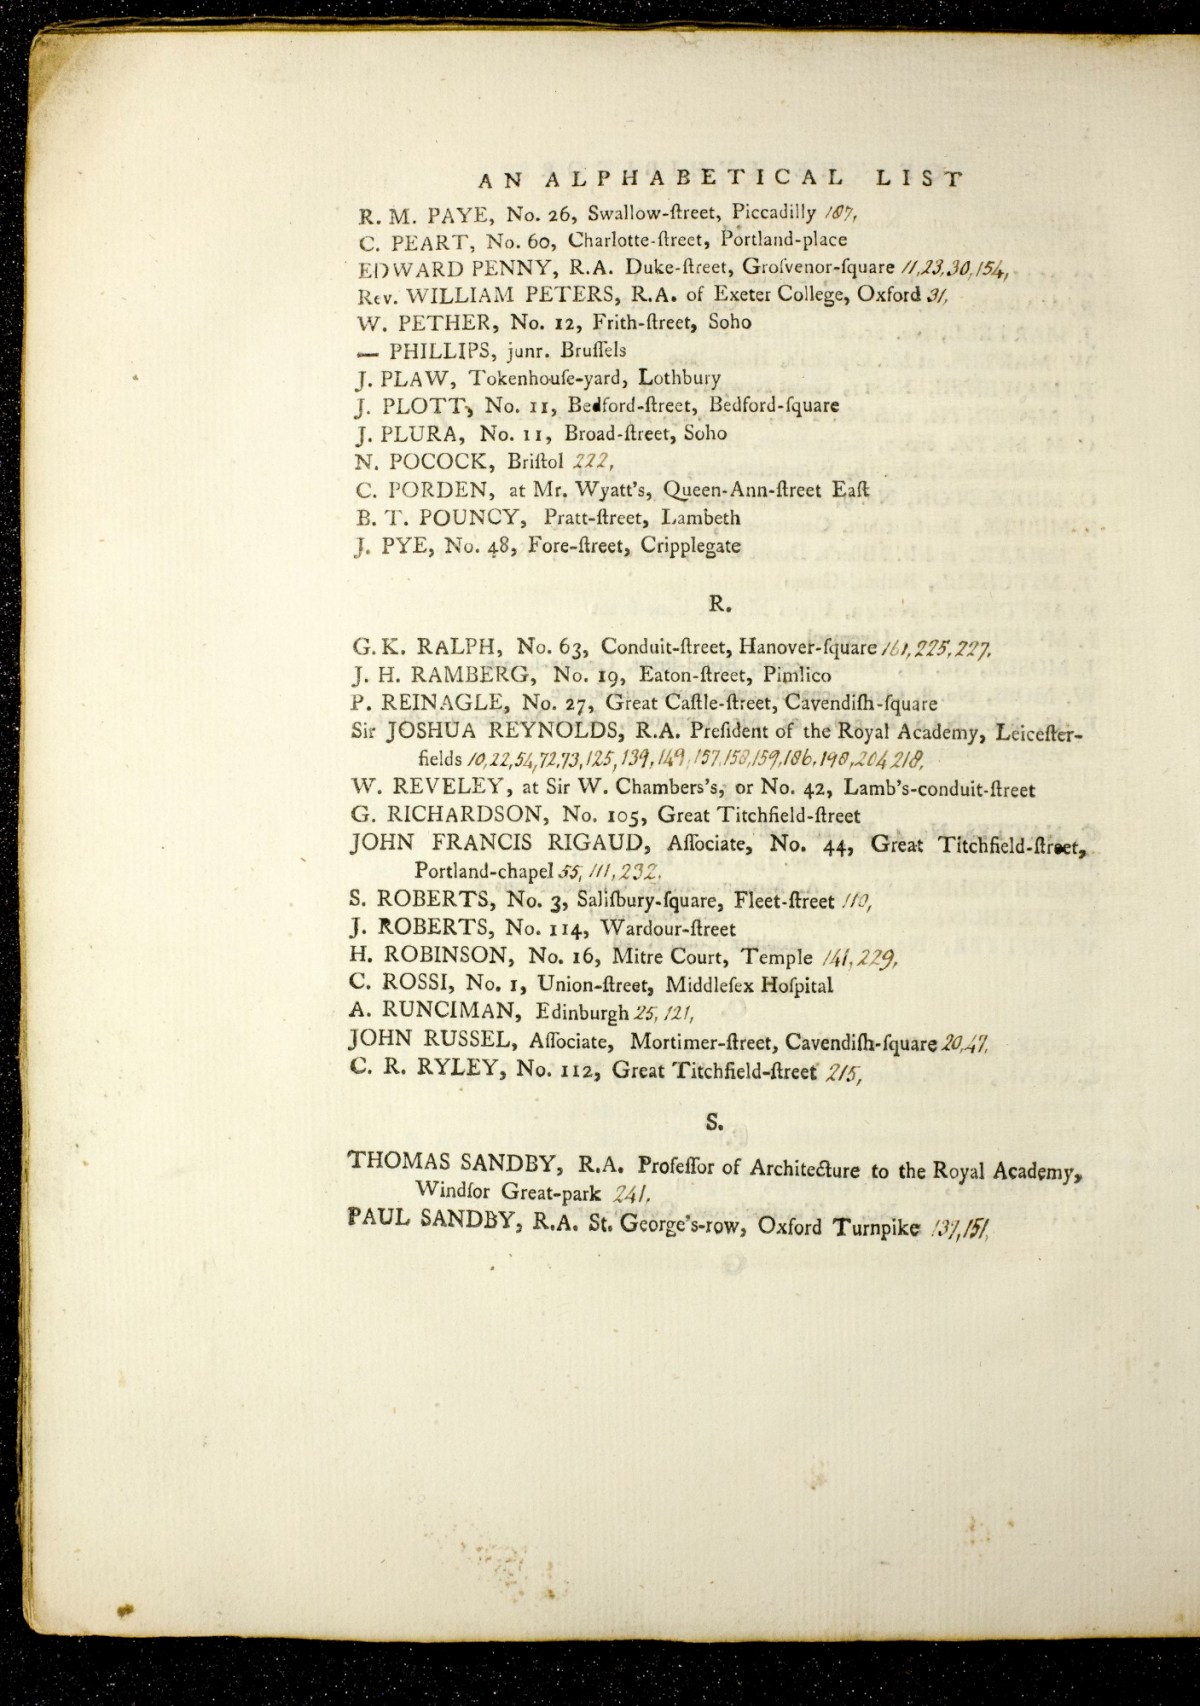 AN ALPHABETICAL LIST
R. M. PAYE, No. 26, Swallow-ſtreet, Piccadilly 187,
C. PEART, No. 60, Charlotte-ſtreet, Portland-place
EDWARD PENNY, R.A. Duke-ſtreet, Groſvenor-ſquare 11,23,30,154,
Rev. WILLIAM PETERS, R.A. of Exeter College, Oxford 31,
W. PETHER, No. 12, Frith-ſtreet, Soho
— PHILLIPS, junr. Bruſſels
J. PLAW, Tokenhouſe-yard, Lothbury
J. PLOTT, No. 11, Bedford-ſtreet, Bedford-ſquare
J. PLURA, No. 11, Broad-ſtreet, Soho
N. POCOCK, Briſtol 222,
C. PORDEN, at Mr. Wyatt's, Queen-Ann-ſtreet Eaſt
B. T. POUNCY, Pratt-ſtreet, Lambeth
J. PYE, No. 48, Fore-ſtreet, Cripplegate
R.
G. K. RALPH, No. 63, Conduit-ſtreet, Hanover-ſquare 161,225,227,
J. H. RAMBERG, No. 19, Eaton-ſtreet, Pimlico
P. REINAGLE, No. 27, Great Caſtle-ſtreet, Cavendiſh-ſquare
Sir JOSHUA REYNOLDS, R.A. Preſident of the Royal Academy, Leiceſter-
fields 10,22,54,72,73,125,139,149,157,158,159,186,198,204,218,
W. REVELEY, at Sir W. Chambers's, or No. 42, Lamb's-conduit-ſtreet
G. RICHARDSON, No. 105, Great Titchfield-ſtreet
JOHN FRANCIS RIGAUD, Aſſociate, No. 44, Great Titchfield-ſtreet,
Portland-chapel 55,111,232,
S. ROBERTS, No. 3, Saliſbury-ſquare, Fleet-ſtreet 110,
J. ROBERTS, No. 114, Wardour-ſtreet
H. ROBINSON, No. 16, Mitre Court, Temple 141,229,
C. ROSSI, No. 1, Union-ſtreet, Middleſex Hoſpital
A. RUNCIMAN, Edinburgh 25,121,
JOHN RUSSEL, Aſſociate, Mortimer-ſtreet, Cavendiſh-ſquare 20,47,
C. R. RYLEY, No. 112, Great Titchfield-ſtreet 215,
S.
THOMAS SANDBY, R.A. Profeſſor of Architecture to the Royal Academy,
Windſor Great-park 241,
PAUL SANDBY, R.A. St. George's-row, Oxford Turnpike 137,151,